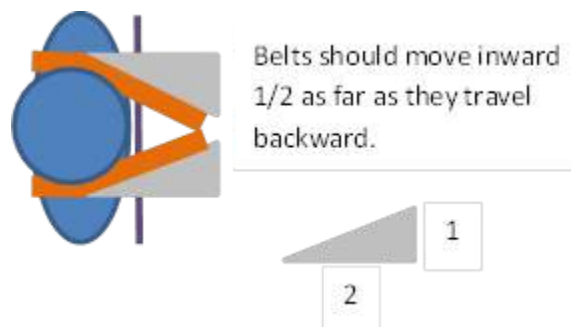 Belts should move inward
1/2 as far as they travel
backward.
1
2